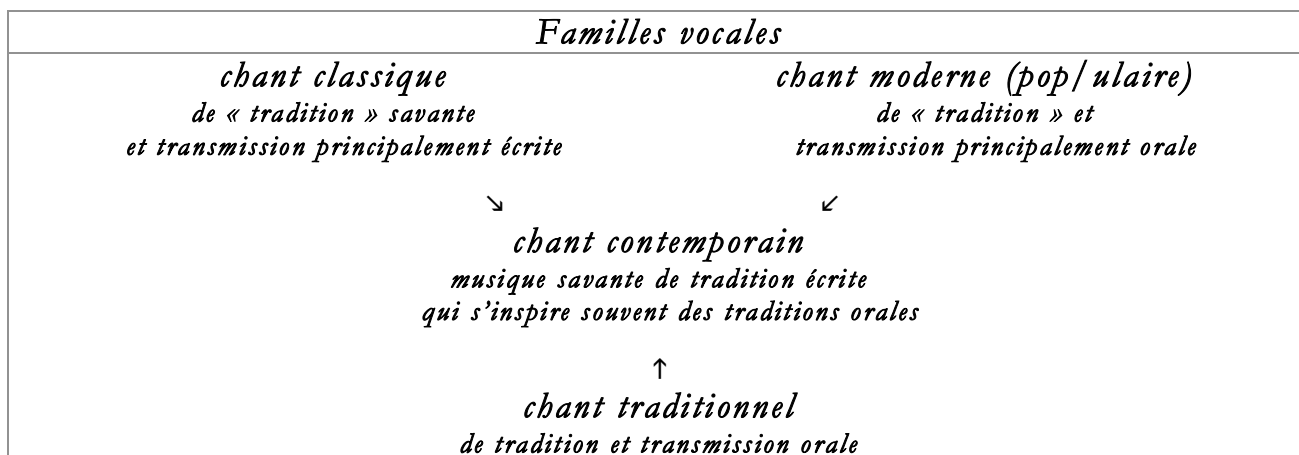 Familles vocales
chant classique
de « tradition » savante
et transmission principalement écrite
chant moderne (pop/ulaire)
de « tradition » et
transmission principalement orale
↘ ↙
chant contemporain
musique savante de tradition écrite
qui s’inspire souvent des traditions orales
↑
chant traditionnel
de tradition et transmission orale